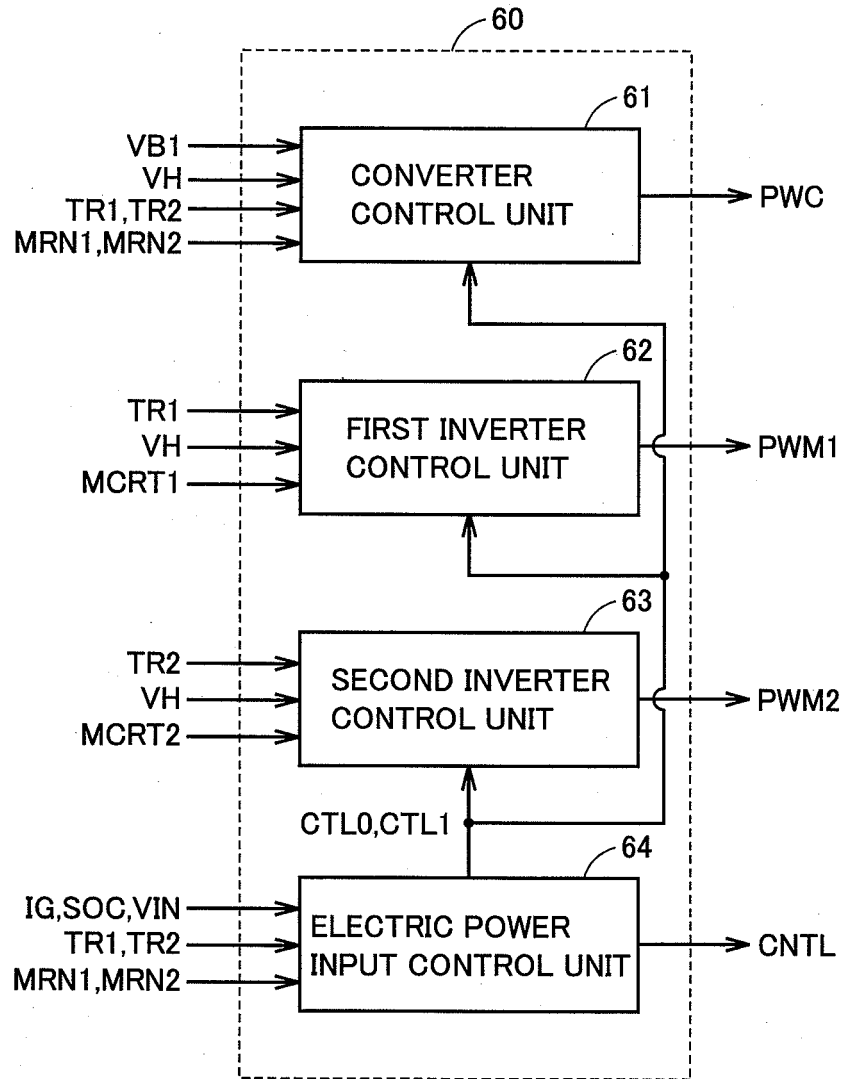 60
61
VB1
VH
TR1,TR2
MRN1,MRN2
CONVERTER
CONTROL UNIT
PWC
62
TR1
VH
MCRT1
FIRST INVERTER
CONTROL UNIT
PWM1
63
TR2
VH
MCRT2
SECOND INVERTER
CONTROL UNIT
PWM2
CTL0,CTL1
64
IG,SOC,VIN
TR1,TR2
MRN1,MRN2
ELECTRIC POWER
INPUT CONTROL UNIT
CNTL